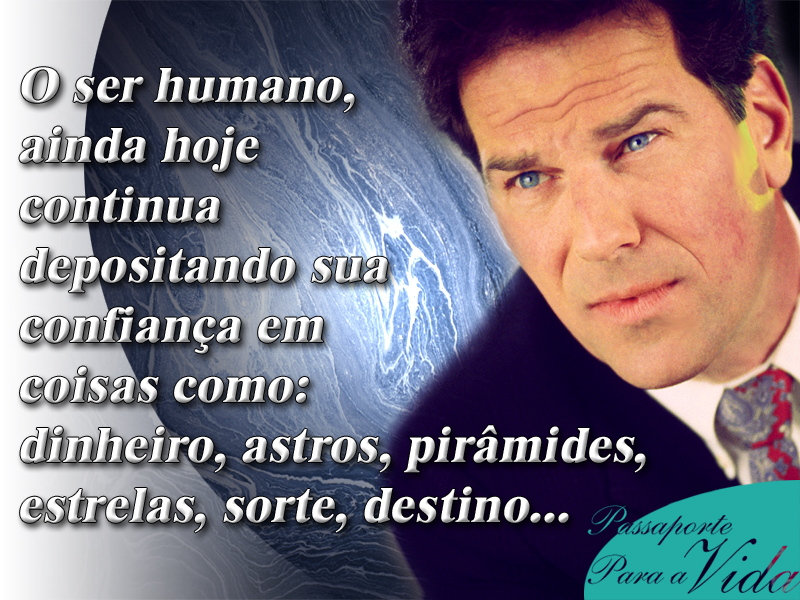 O ser humano,
ainda hoje
continua
depositando sua
confiança em
coisas como:
dinheiro, astros, pirâmides,
estrelas, sorte, destino...
Passaporte
Para a Vida